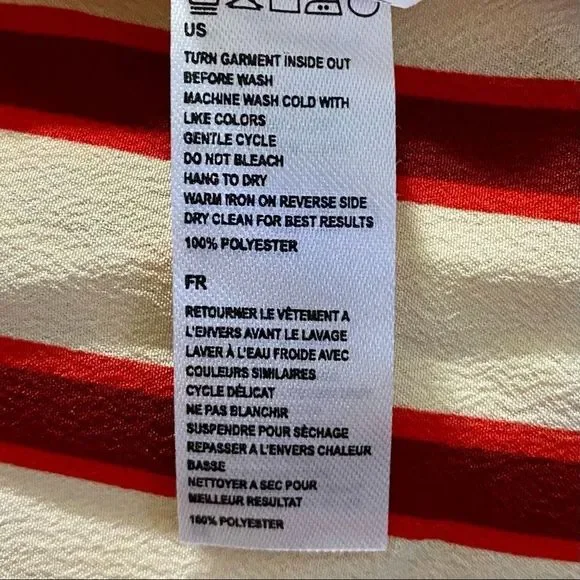 US
TURN GARMENT INSIDE OUT
BEFORE WASH
MACHINE WASH COLD WITH
LIKE COLORS
GENTLE CYCLE
DO NOT BLEACH
HANG TO DRY
WARM IRON ON REVERSE SIDE
DRY CLEAN FOR BEST RESULTS
100% POLYESTER
FR
RETOURNER LE VÊTEMENT A
L'ENVERS AVANT LE LAVAGE
LAVER À L'EAU FROIDE AVEC
COULEURS SIMILAIRES
CYCLE DÉLICAT
NE PAS BLANCHIR
SUSPENDRE POUR SÈCHAGE
REPASSER A L'ENVERS CHALEUR
BASSE
NETTOYER A SEC POUR
MEILLEUR RESULTAT
100% POLYESTER